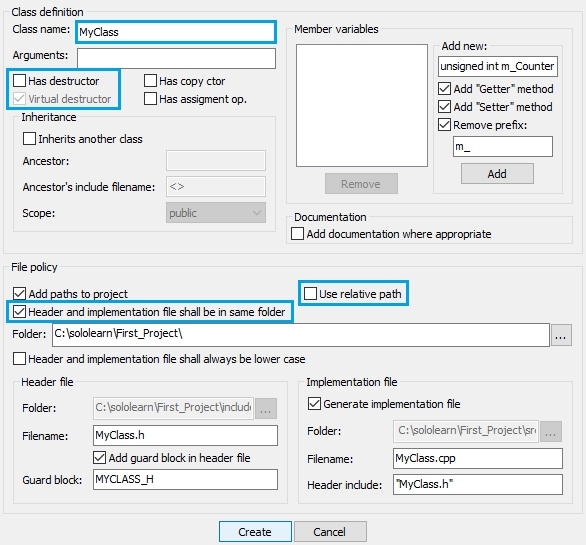 Class definition
Class name: MyClass
Arguments:
Has destructor
Has copy ctor
Virtual destructor
Has assigment op.
Inheritance
Inherits another class
Ancestor:
Ancestor's include filename: <>
Scope: public
Member variables
Remove
Add new:
unsigned int m_Counter
Add "Getter" method
Add "Setter" method
Remove prefix:
m_
Add
Documentation
Add documentation where appropriate
File policy
Add paths to project
Use relative path
Header and implementation file shall be in same folder
Folder: C:\sololearn\First_Project\ ...
Header and implementation file shall always be lower case
Header file
Folder: C:\sololearn\First_Project\include ...
Filename: MyClass.h
Add guard block in header file
Guard block: MYCLASS_H
Implementation file
Generate implementation file
Folder: C:\sololearn\First_Project\src ...
Filename: MyClass.cpp
Header include: "MyClass.h"
Create
Cancel